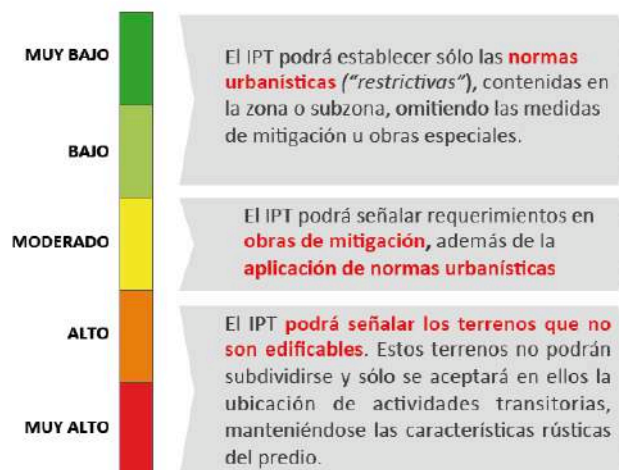 MUY BAJO
El IPT podrá establecer sólo las normas
urbanísticas ("restrictivas"), contenidas en
la zona o subzona, omitiendo las medidas
de mitigación u obras especiales.
BAJO
MODERADO
El IPT podrá señalar requerimientos en
obras de mitigación, además de la
aplicación de normas urbanísticas
ALTO
El IPT podrá señalar los terrenos que no
son edificables. Estos terrenos no podrán
subdividirse y sólo se aceptará en ellos la
ubicación de actividades transitorias,
manteniéndose las características rústicas
del predio.
MUY ALTO